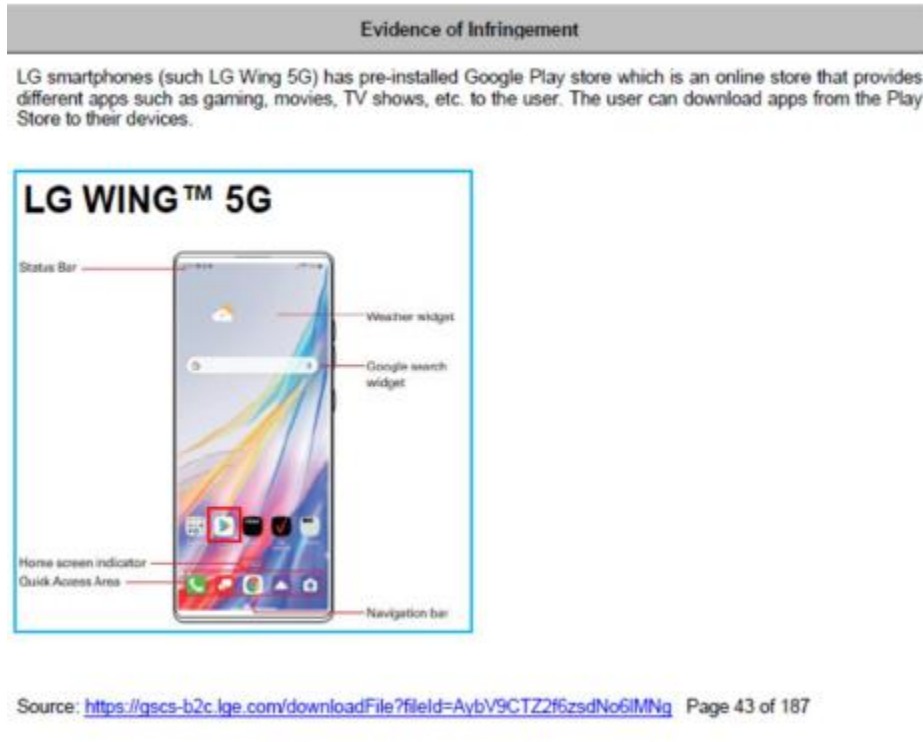 Evidence of Infringement
LG smartphones (such LG Wing 5G) has pre-installed Google Play store which is an online store that provides
different apps such as gaming, movies, TV shows, etc. to the user. The user can download apps from the Play
Store to their devices.
LG WING™ 5G
Status Bar
Weather widget
Google search
widget
Home screen indicator
Quick Access Area
Navigation bar
Source: https://gscs-b2c.lge.com/downloadFile?fileId=AybV9CTZ2f6zsdNo6lMNg Page 43 of 187